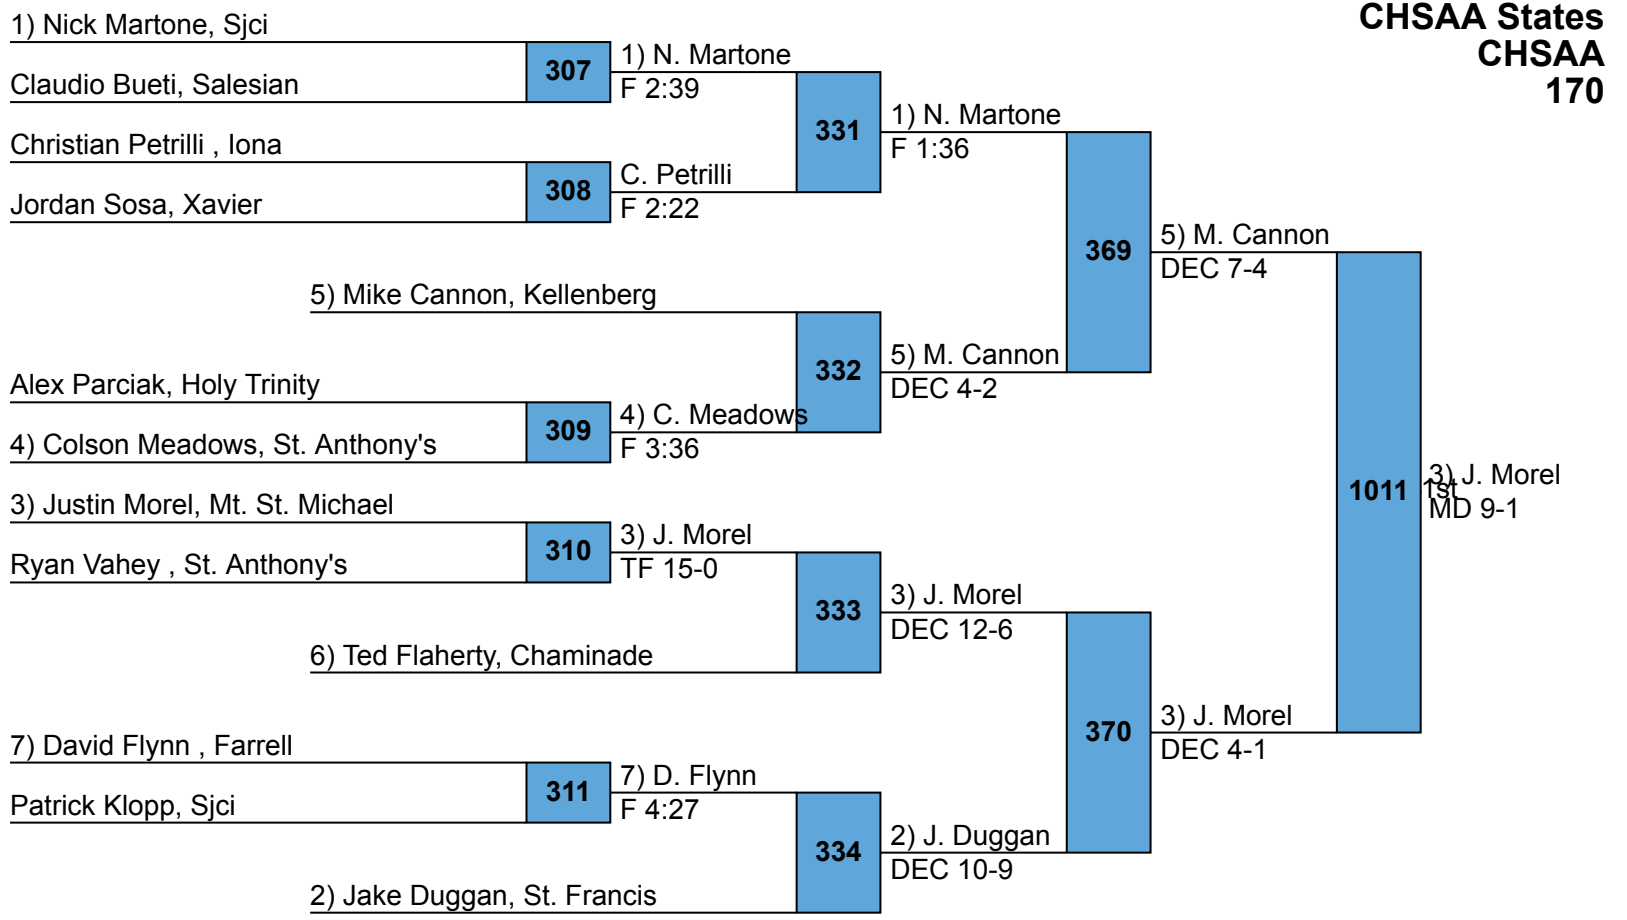 CHSAA States
CHSAA
170
1) Nick Martone, Sjci
Claudio Bueti, Salesian
Christian Petrilli , Iona
Jordan Sosa, Xavier
5) Mike Cannon, Kellenberg
Alex Parciak, Holy Trinity
4) Colson Meadows, St. Anthony's
3) Justin Morel, Mt. St. Michael
Ryan Vahey , St. Anthony's
6) Ted Flaherty, Chaminade
7) David Flynn , Farrell
Patrick Klopp, Sjci
2) Jake Duggan, St. Francis
307
1) N. Martone
F 2:39
308
C. Petrilli
F 2:22
309
4) C. Meadows
F 3:36
310
3) J. Morel
TF 15-0
311
7) D. Flynn
F 4:27
331
1) N. Martone
F 1:36
332
5) M. Cannon
DEC 4-2
333
3) J. Morel
DEC 12-6
334
2) J. Duggan
DEC 10-9
369
5) M. Cannon
DEC 7-4
370
3) J. Morel
DEC 4-1
1011
3) J. Morel
1st
MD 9-1